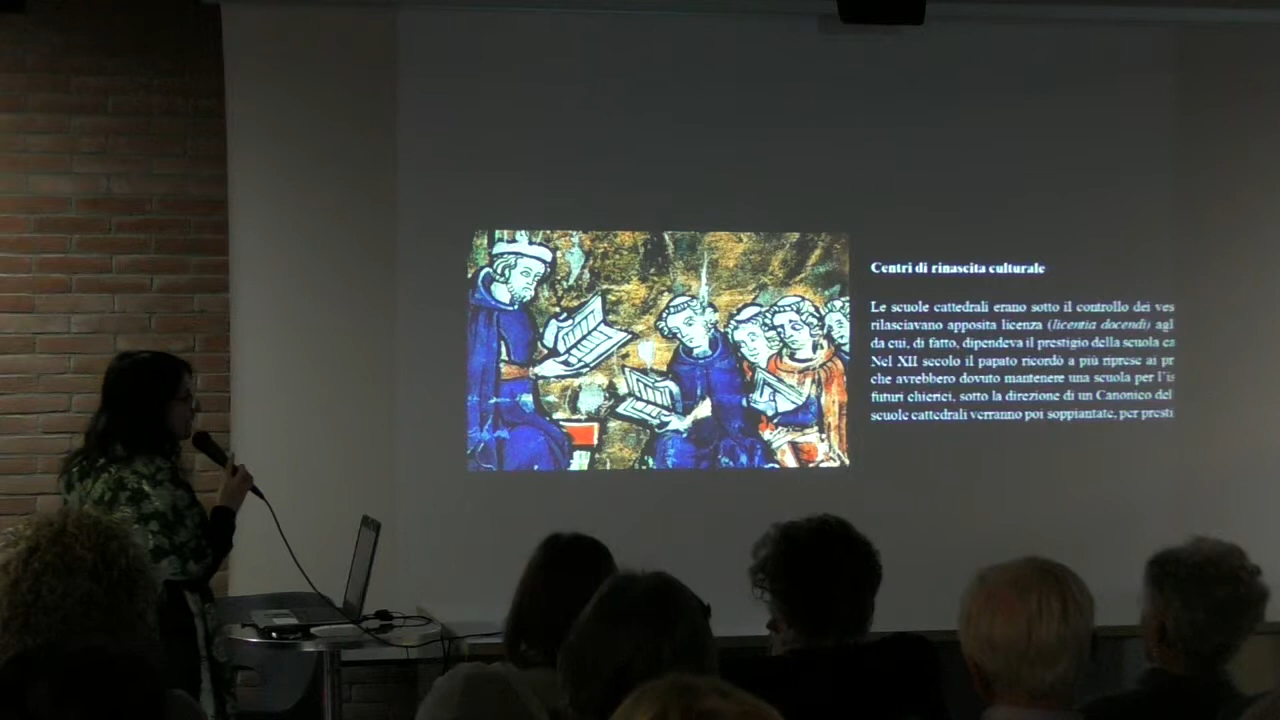 Centri di rinascita culturale
Le scuole cattedrali erano sotto il controllo dei ves
rilasciavano apposita licenza (licentia docendi) agl
da cui, di fatto, dipendeva il prestigio della scuola ca
Nel XII secolo il papato ricordò a più riprese ai pr
che avrebbero dovuto mantenere una scuola per l'is
futuri chierici, sotto la direzione di un Canonico del
scuole cattedrali verranno poi soppiantate, per presti